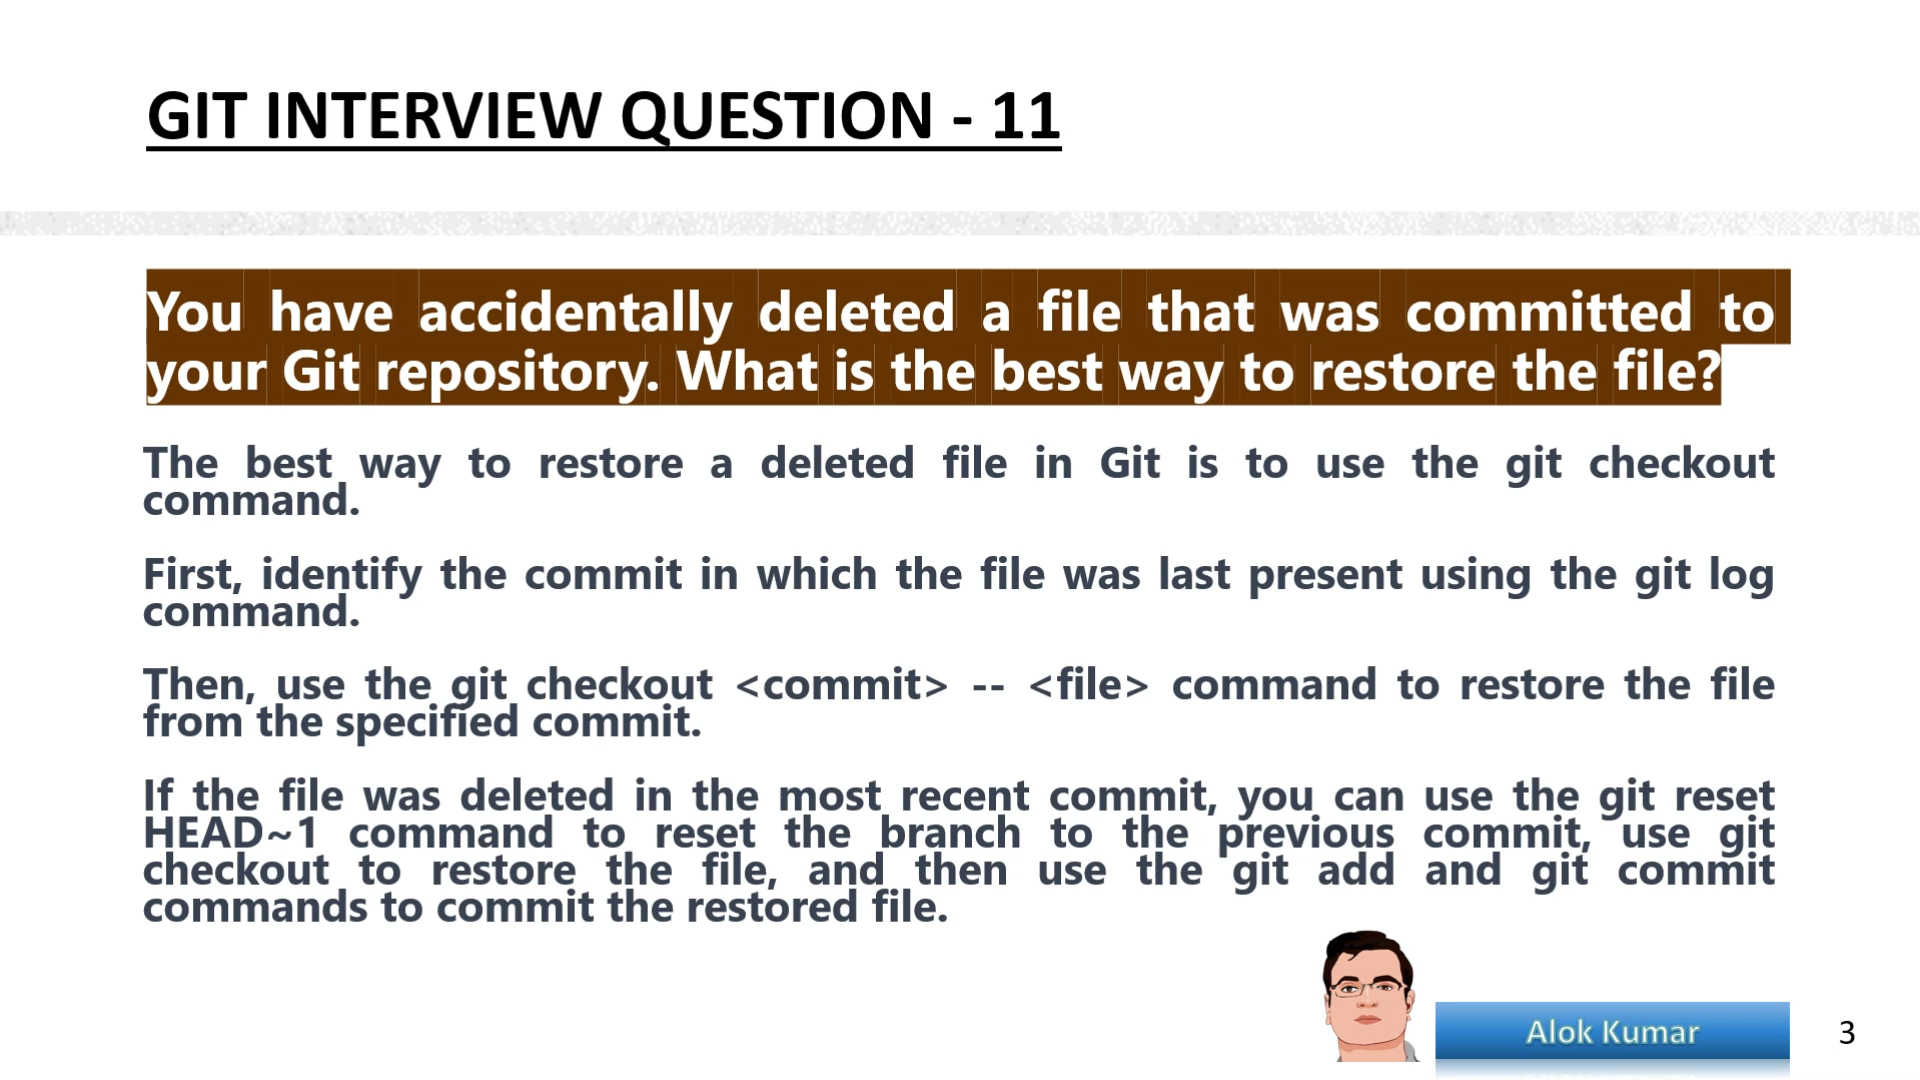 GIT INTERVIEW QUESTION - 11
You have accidentally deleted a file that was committed to
your Git repository. What is the best way to restore the file?
The best way to restore a deleted file in Git is to use the git checkout
command.
First, identify the commit in which the file was last present using the git log
command.
Then, use the git checkout <commit> -- <file> command to restore the file
from the specified commit.
If the file was deleted in the most recent commit, you can use the git reset
HEAD~1 command to reset the branch to the previous commit, use git
checkout to restore the file, and then use the git add and git commit
commands to commit the restored file.
Alok Kumar
3